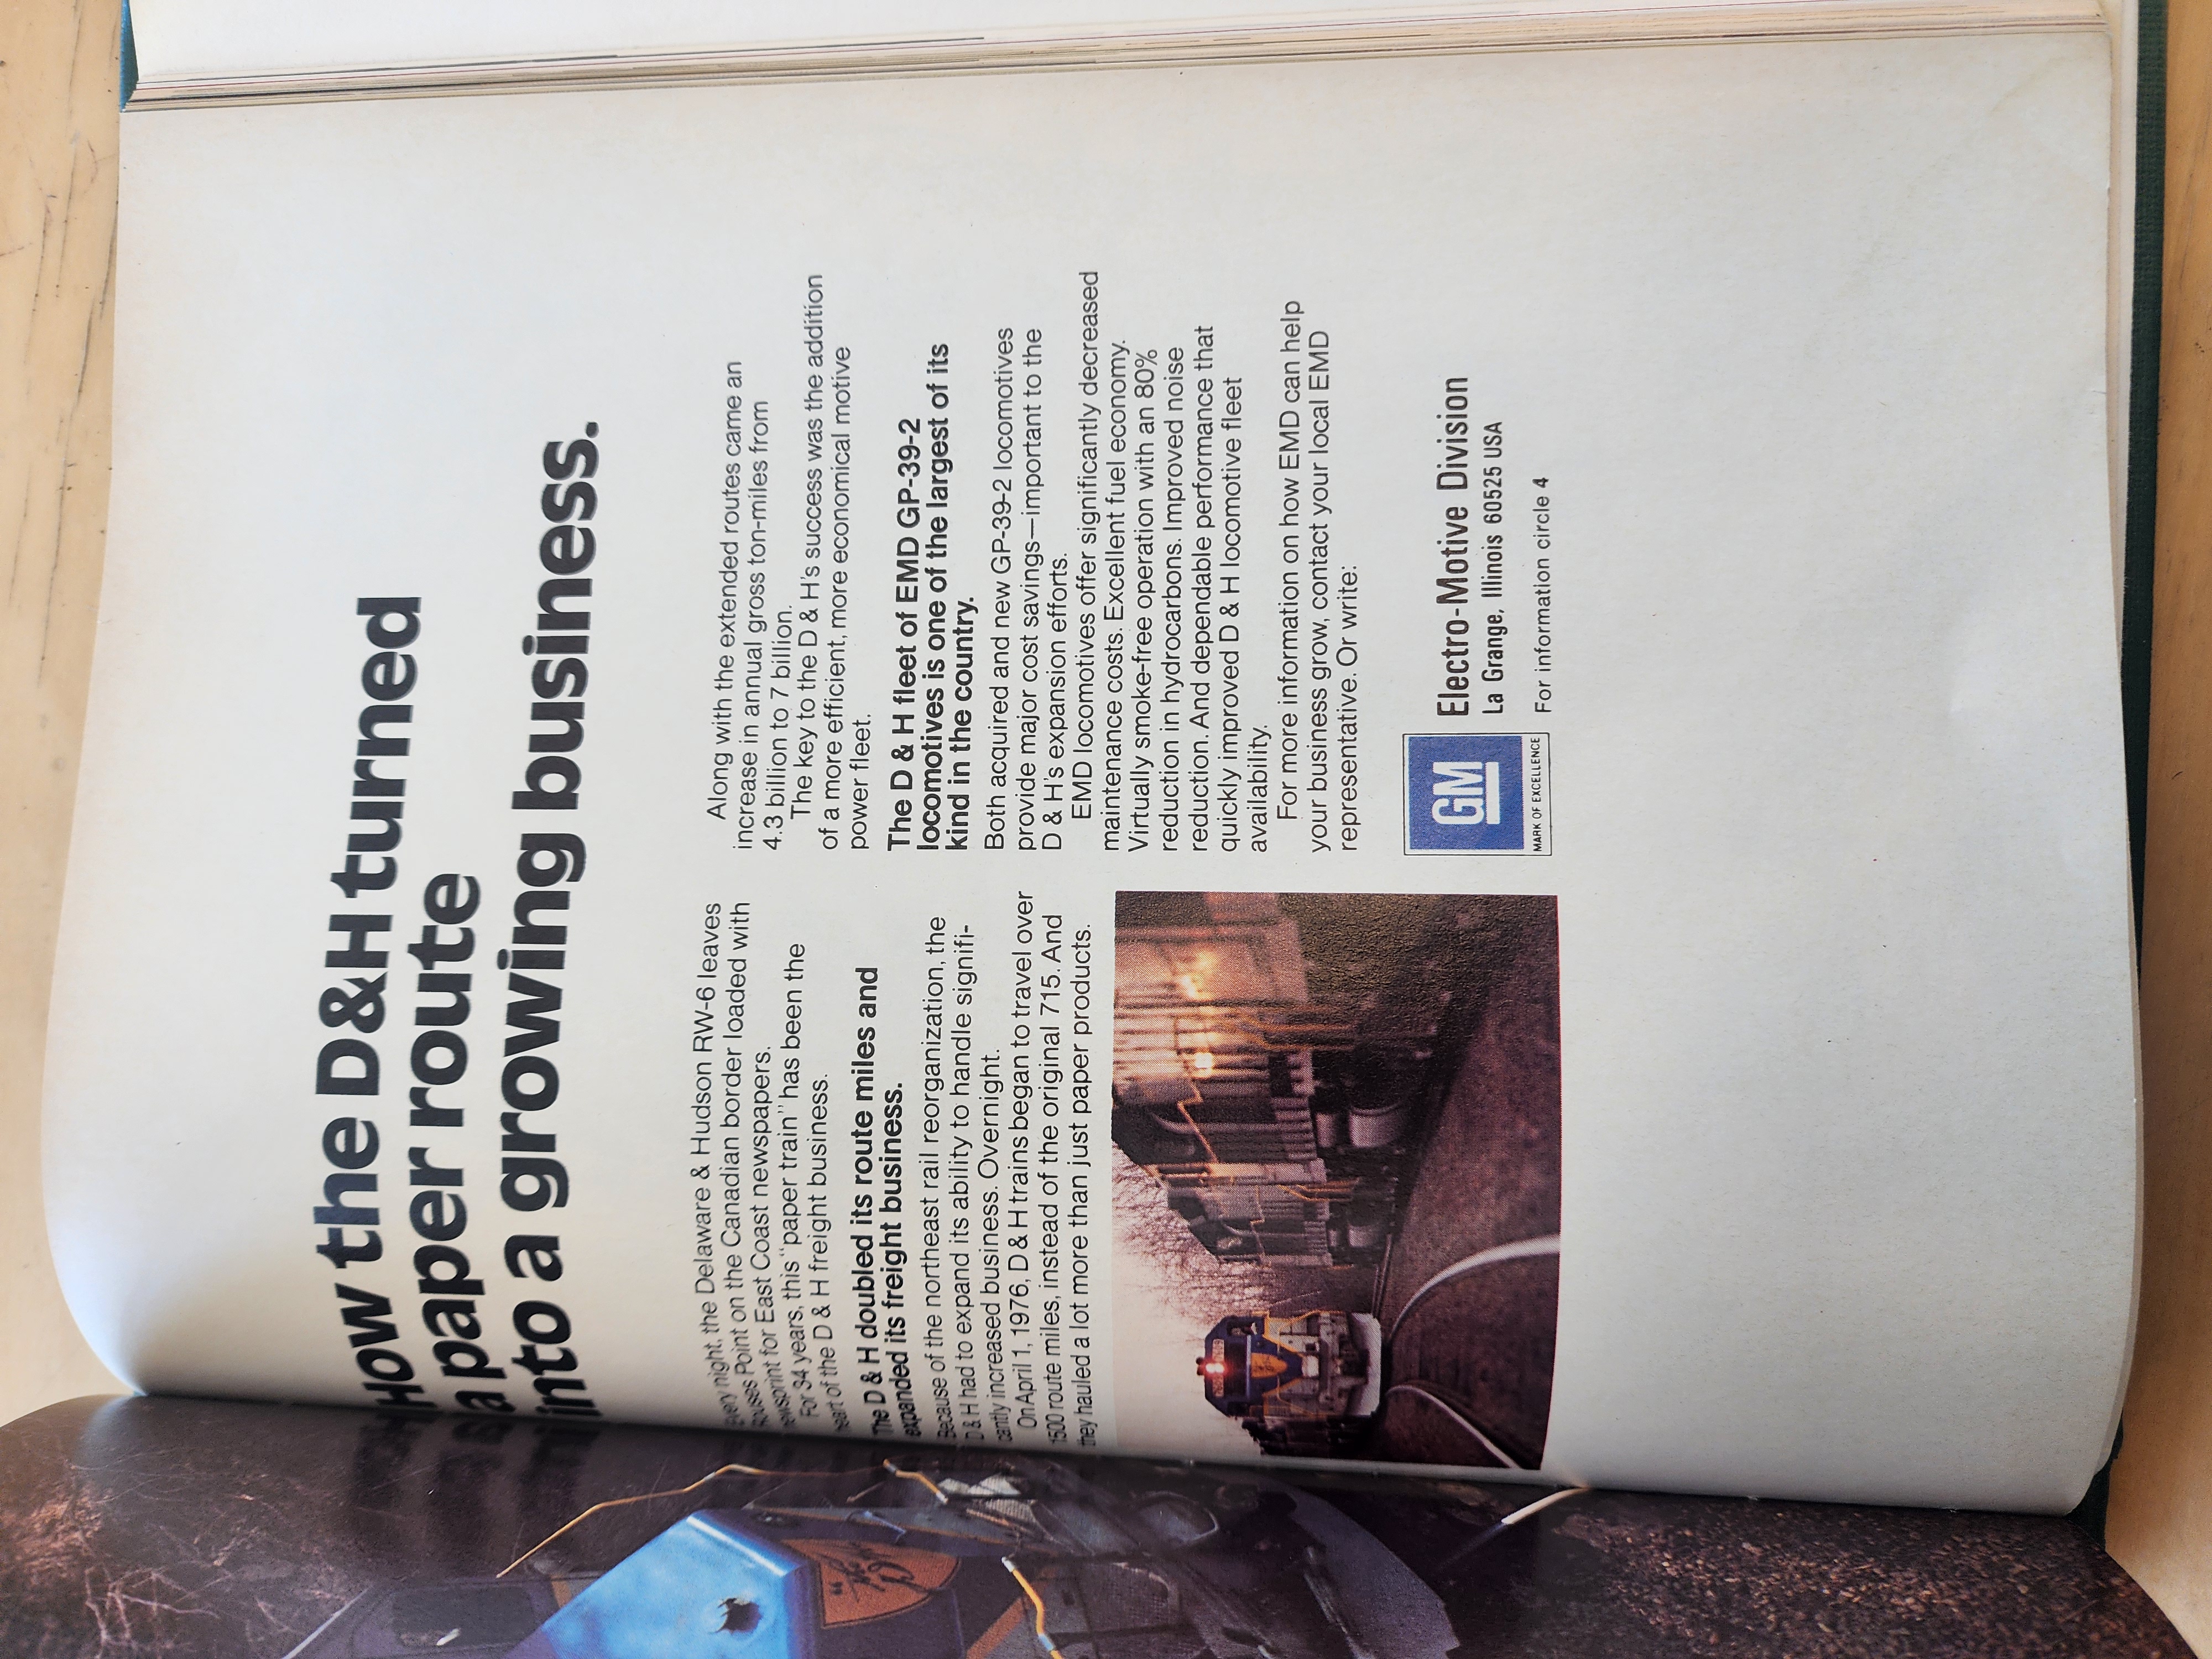 How the D&H turned
a paper route
into a growing business.
Every night, the Delaware & Hudson RW-6 leaves
Rouses Point on the Canadian border loaded with
newsprint for East Coast newspapers.
For 34 years, this "paper train" has been the
heart of the D & H freight business.
The D & H doubled its route miles and
expanded its freight business.
Because of the northeast rail reorganization, the
D & H had to expand its ability to handle signifi-
cantly increased business. Overnight.
On April 1, 1976, D & H trains began to travel over
1500 route miles, instead of the original 715. And
they hauled a lot more than just paper products.
Along with the extended routes came an
increase in annual gross ton-miles from
4.3 billion to 7 billion.
The key to the D & H's success was the addition
of a more efficient, more economical motive
power fleet.
The D & H fleet of EMD GP-39-2
locomotives is one of the largest of its
kind in the country.
Both acquired and new GP-39-2 locomotives
provide major cost savings—important to the
D & H's expansion efforts.
EMD locomotives offer significantly decreased
maintenance costs. Excellent fuel economy.
Virtually smoke-free operation with an 80%
reduction in hydrocarbons. Improved noise
reduction. And dependable performance that
quickly improved D & H locomotive fleet
availability.
For more information on how EMD can help
your business grow, contact your local EMD
representative. Or write:
GM
MARK OF EXCELLENCE
Electro-Motive Division
La Grange, Illinois 60525 USA
For information circle 4